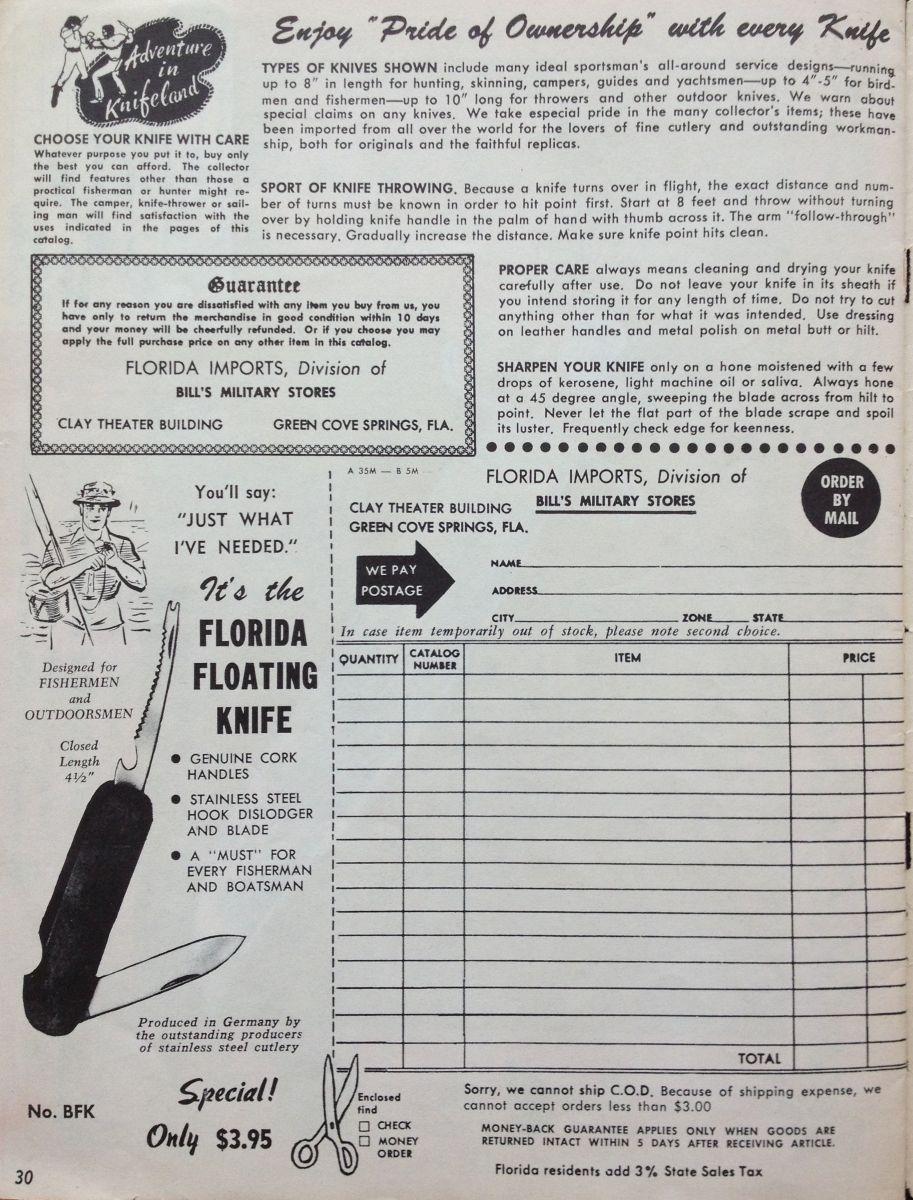 Adventure
in
Knifeland
Enjoy "Pride of Ownership" with every Knife
TYPES OF KNIVES SHOWN include many ideal sportsman's all-around service designs—running
up to 8" in length for hunting, skinning, campers, guides and yachtsmen—up to 4"-5" for bird-
men and fishermen—up to 10" long for throwers and other outdoor knives. We warn about
special claims on any knives. We take especial pride in the many collector's items; these have
been imported from all over the world for the lovers of fine cutlery and outstanding workman-
ship, both for originals and the faithful replicas.
CHOOSE YOUR KNIFE WITH CARE
Whatever purpose you put it to, buy only
the best you can afford. The collector
will find features other than those a
proctical fisherman or hunter might re-
quire. The camper, knife-thrower or sail-
ing man will find satisfaction with the
uses indicated in the pages of this
catalog.
SPORT OF KNIFE THROWING. Because a knife turns over in flight, the exact distance and num-
ber of turns must be known in order to hit point first. Start at 8 feet and throw without turning
over by holding knife handle in the palm of hand with thumb across it. The arm "follow-through"
is necessary. Gradually increase the distance. Make sure knife point hits clean.
Guarantee
If for any reason you are dissatisfied with any item you buy from us, you
have only to return the merchandise in good condition within 10 days
and your money will be cheerfully refunded. Or if you choose you may
apply the full purchase price on any other item in this catalog.
FLORIDA IMPORTS, Division of
BILL'S MILITARY STORES
CLAY THEATER BUILDING GREEN COVE SPRINGS, FLA.
PROPER CARE always means cleaning and drying your knife
carefully after use. Do not leave your knife in its sheath if
you intend storing it for any length of time. Do not try to cut
anything other than for what it was intended. Use dressing
on leather handles and metal polish on metal butt or hilt.
SHARPEN YOUR KNIFE only on a hone moistened with a few
drops of kerosene, light machine oil or saliva. Always hone
at a 45 degree angle, sweeping the blade across from hilt to
point. Never let the flat part of the blade scrape and spoil
its luster. Frequently check edge for keenness.
You'll say:
"JUST WHAT
I'VE NEEDED."
It's the
FLORIDA
FLOATING
KNIFE
Designed for
FISHERMEN
and
OUTDOORSMEN
Closed
Length
4½"
● GENUINE CORK
HANDLES
● STAINLESS STEEL
HOOK DISLODGER
AND BLADE
● A "MUST" FOR
EVERY FISHERMAN
AND BOATSMAN
Produced in Germany by
the outstanding producers
of stainless steel cutlery
Special!
No. BFK
Only $3.95
30
A 35M — B 5M
FLORIDA IMPORTS, Division of
BILL'S MILITARY STORES
CLAY THEATER BUILDING
GREEN COVE SPRINGS, FLA.
ORDER
BY
MAIL
WE PAY
POSTAGE
NAME
ADDRESS
CITY ZONE STATE
In case item temporarily out of stock, please note second choice.
QUANTITY CATALOG NUMBER ITEM PRICE
TOTAL
Enclosed
find
☐ CHECK
☐ MONEY
ORDER
Sorry, we cannot ship C.O.D. Because of shipping expense, we
cannot accept orders less than $3.00
MONEY-BACK GUARANTEE APPLIES ONLY WHEN GOODS ARE
RETURNED INTACT WITHIN 5 DAYS AFTER RECEIVING ARTICLE.
Florida residents add 3% State Sales Tax